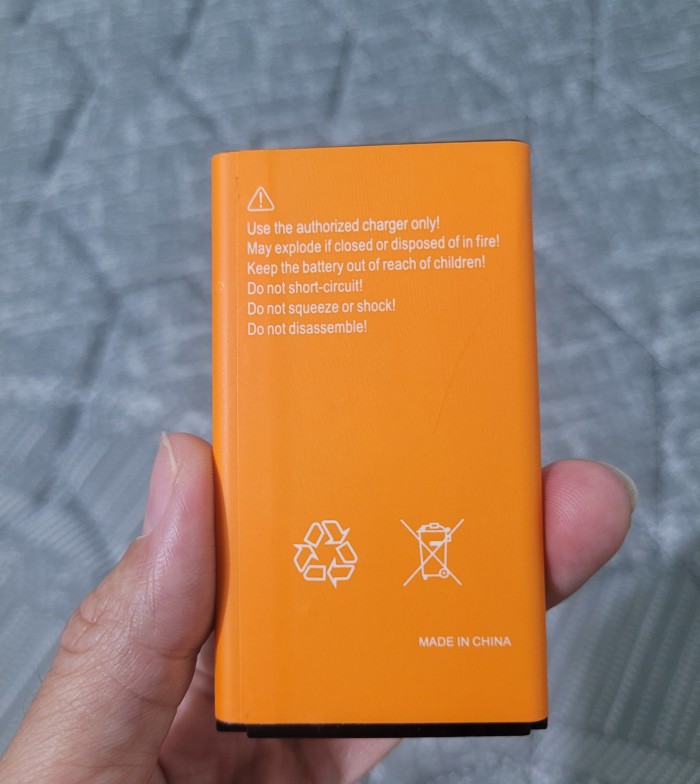 Use the authorized charger only!
May explode if closed or disposed of in fire!
Keep the battery out of reach of children!
Do not short-circuit!
Do not squeeze or shock!
Do not disassemble!
MADE IN CHINA